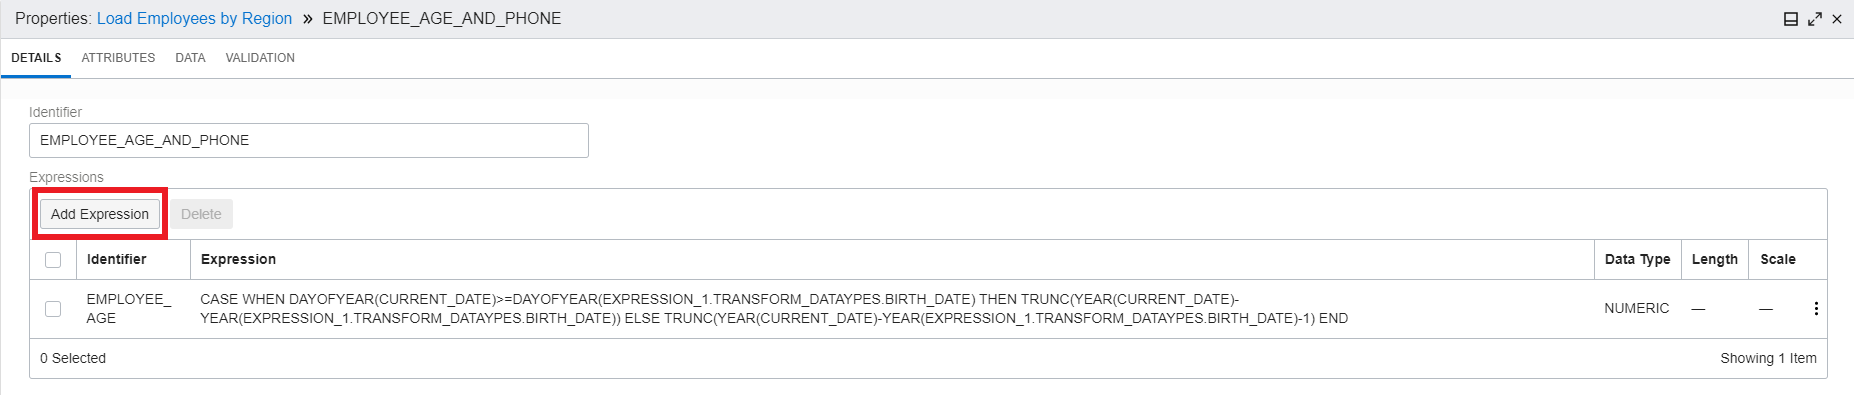 Properties: Load Employees by Region » EMPLOYEE_AGE_AND_PHONE
DETAILS ATTRIBUTES DATA VALIDATION
Identifier
EMPLOYEE_AGE_AND_PHONE
Expressions
Add Expression Delete
Identifier Expression Data Type Length Scale
EMPLOYEE_
AGE
CASE WHEN DAYOFYEAR(CURRENT_DATE)>=DAYOFYEAR(EXPRESSION_1.TRANSFORM_DATAYPES.BIRTH_DATE) THEN TRUNC(YEAR(CURRENT_DATE)-
YEAR(EXPRESSION_1.TRANSFORM_DATAYPES.BIRTH_DATE)) ELSE TRUNC(YEAR(CURRENT_DATE)-YEAR(EXPRESSION_1.TRANSFORM_DATAYPES.BIRTH_DATE)-1) END
NUMERIC — —
0 Selected Showing 1 Item